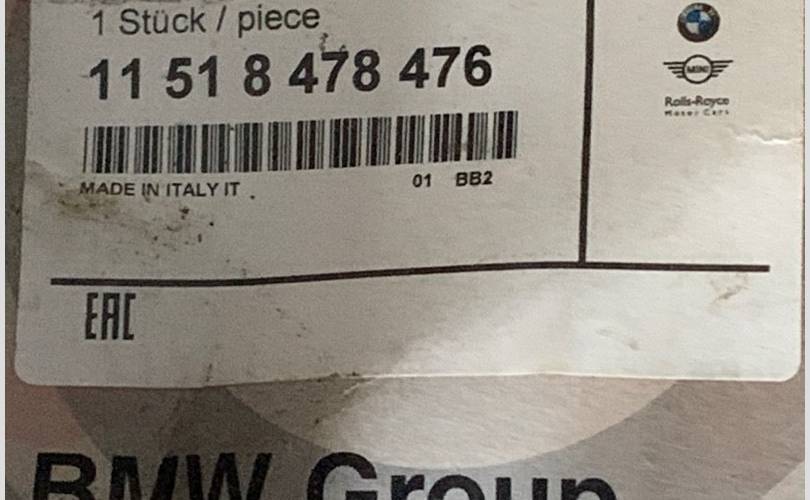 1 Stück / piece
11 51 8 478 476
MADE IN ITALY IT .
01 BB2
MINI
Rolls-Royce
Motor Cars
EAC
BMW Group